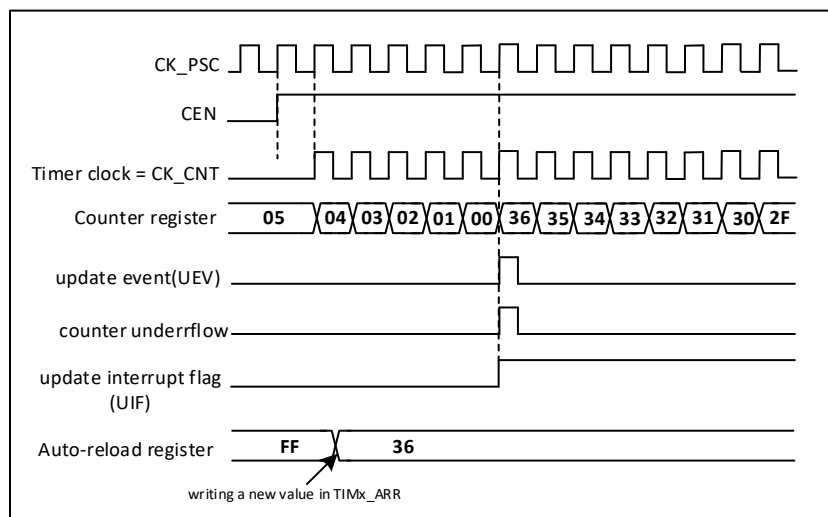 CK_PSC
CEN
Timer clock = CK_CNT
Counter register 05 04 03 02 01 00 36 35 34 33 32 31 30 2F
update event(UEV)
counter underrflow
update interrupt flag
(UIF)
Auto-reload register FF 36
writing a new value in TIMx_ARR